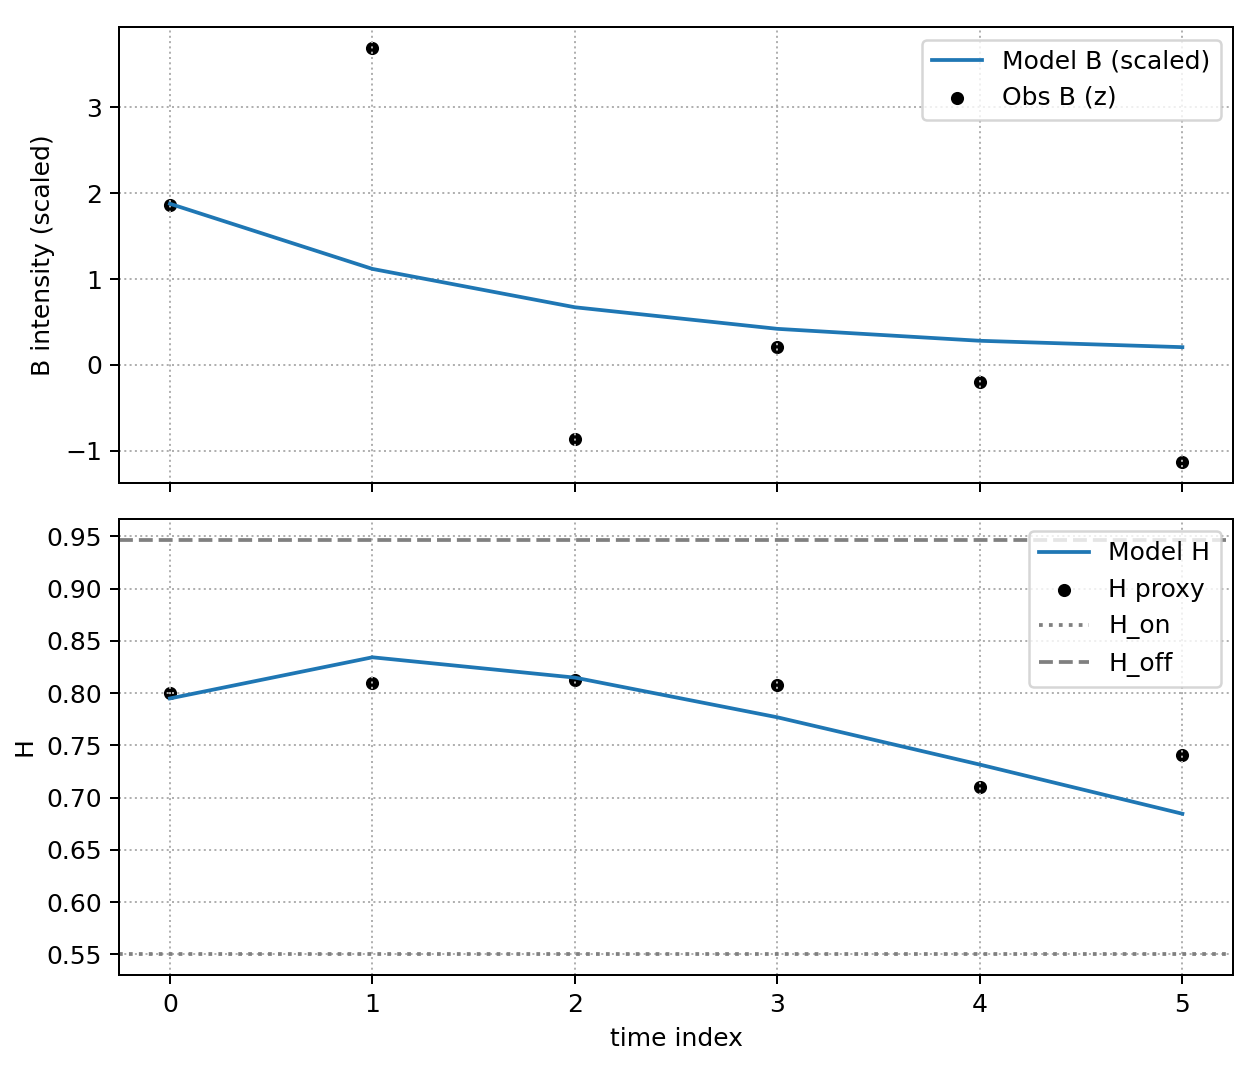 3
2
1
0
−1
B intensity (scaled)
Model B (scaled)
Obs B (z)
0.95
0.90
0.85
0.80
0.75
0.70
0.65
0.60
0.55
H
Model H
H proxy
H_on
H_off
0 1 2 3 4 5
time index